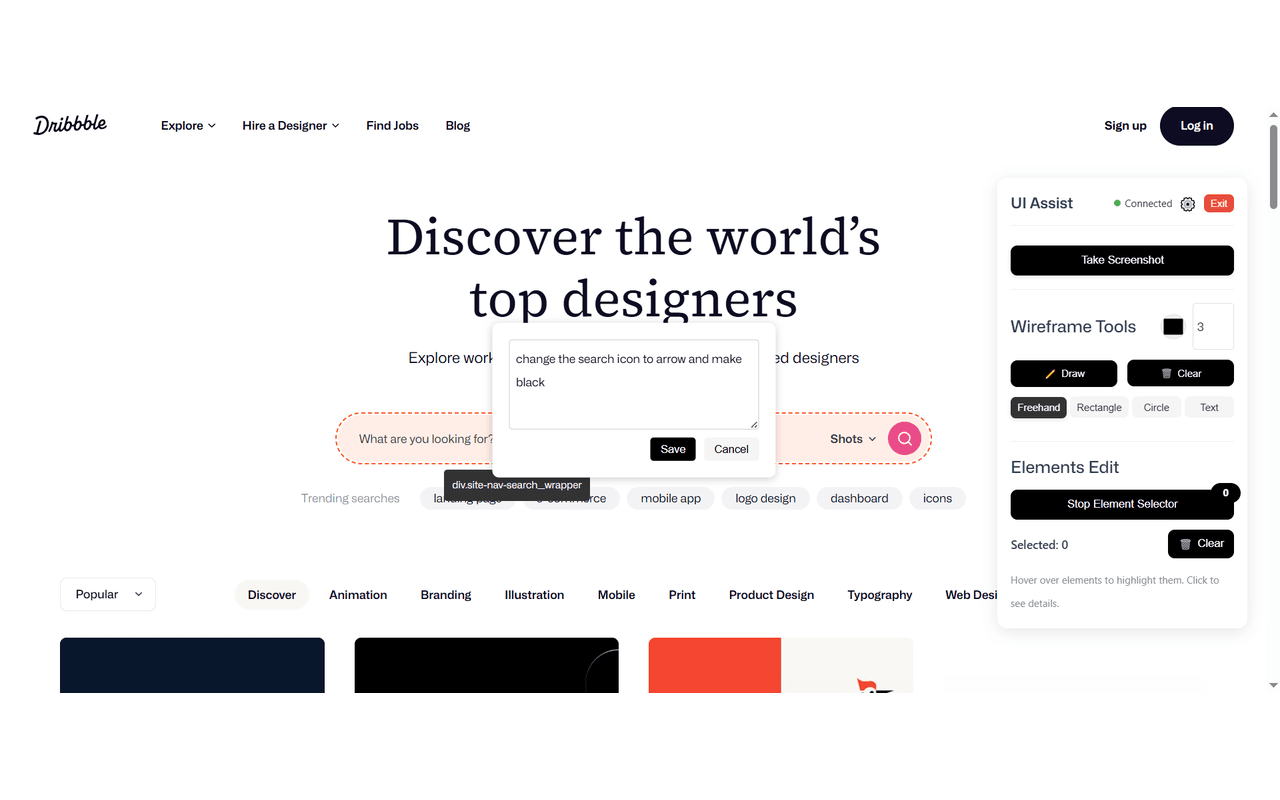 Dribbble
Explore
Hire a Designer
Find Jobs
Blog
Sign up
Log in
UI Assist
Connected
Exit
Take Screenshot
Wireframe Tools
3
Draw
Clear
Freehand
Rectangle
Circle
Text
Elements Edit
0
Stop Element Selector
Selected: 0
Clear
Hover over elements to highlight them. Click to
see details.
Discover the world’s
top designers
Explore work
ed designers
change the search icon to arrow and make
black
Save
Cancel
What are you looking for?
Shots
div.site-nav-search_wrapper
Trending searches
landing page
e-commerce
mobile app
logo design
dashboard
icons
Popular
Discover
Animation
Branding
Illustration
Mobile
Print
Product Design
Typography
Web Desi